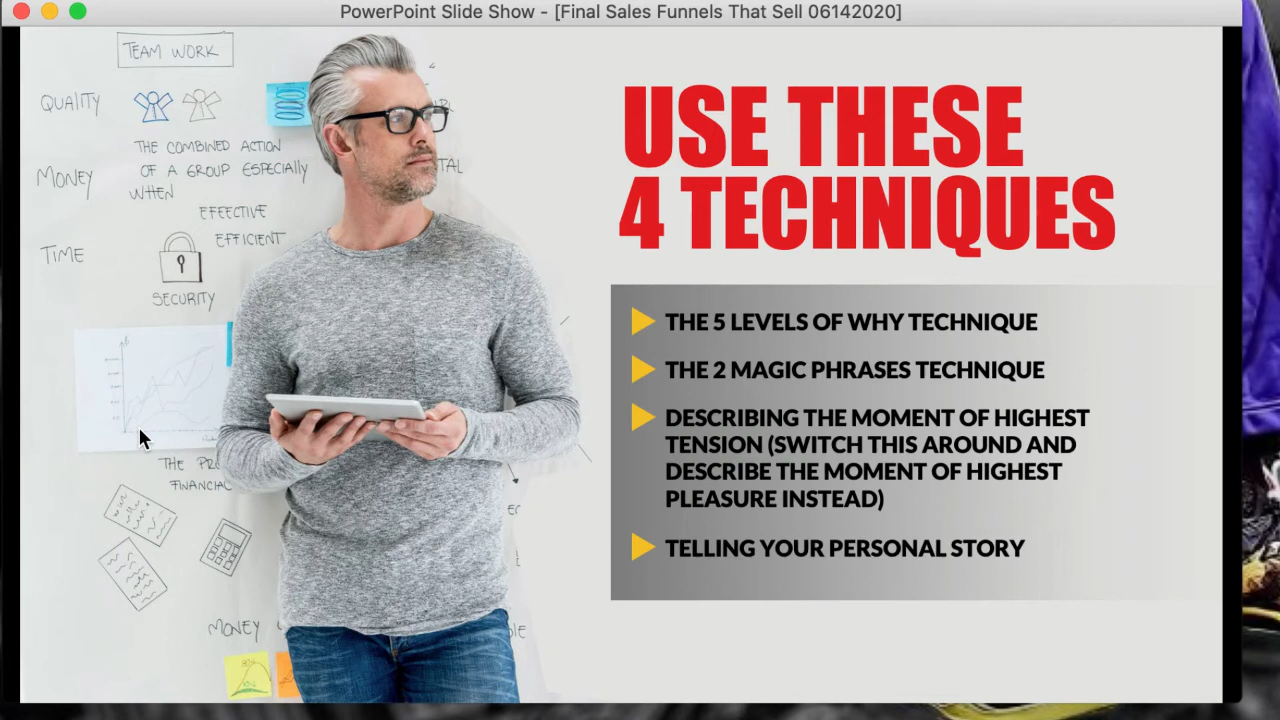 PowerPoint Slide Show - [Final Sales Funnels That Sell 06142020]
TEAM WORK
QUALITY
THE COMBINED ACTION
OF A GROUP ESPECIALLY
WHEN
MONEY
EFFECTIVE
EFFICIENT
TIME
SECURITY
THE
FINANCIAL
MONEY
USE THESE
4 TECHNIQUES
THE 5 LEVELS OF WHY TECHNIQUE
THE 2 MAGIC PHRASES TECHNIQUE
DESCRIBING THE MOMENT OF HIGHEST
TENSION (SWITCH THIS AROUND AND
DESCRIBE THE MOMENT OF HIGHEST
PLEASURE INSTEAD)
TELLING YOUR PERSONAL STORY